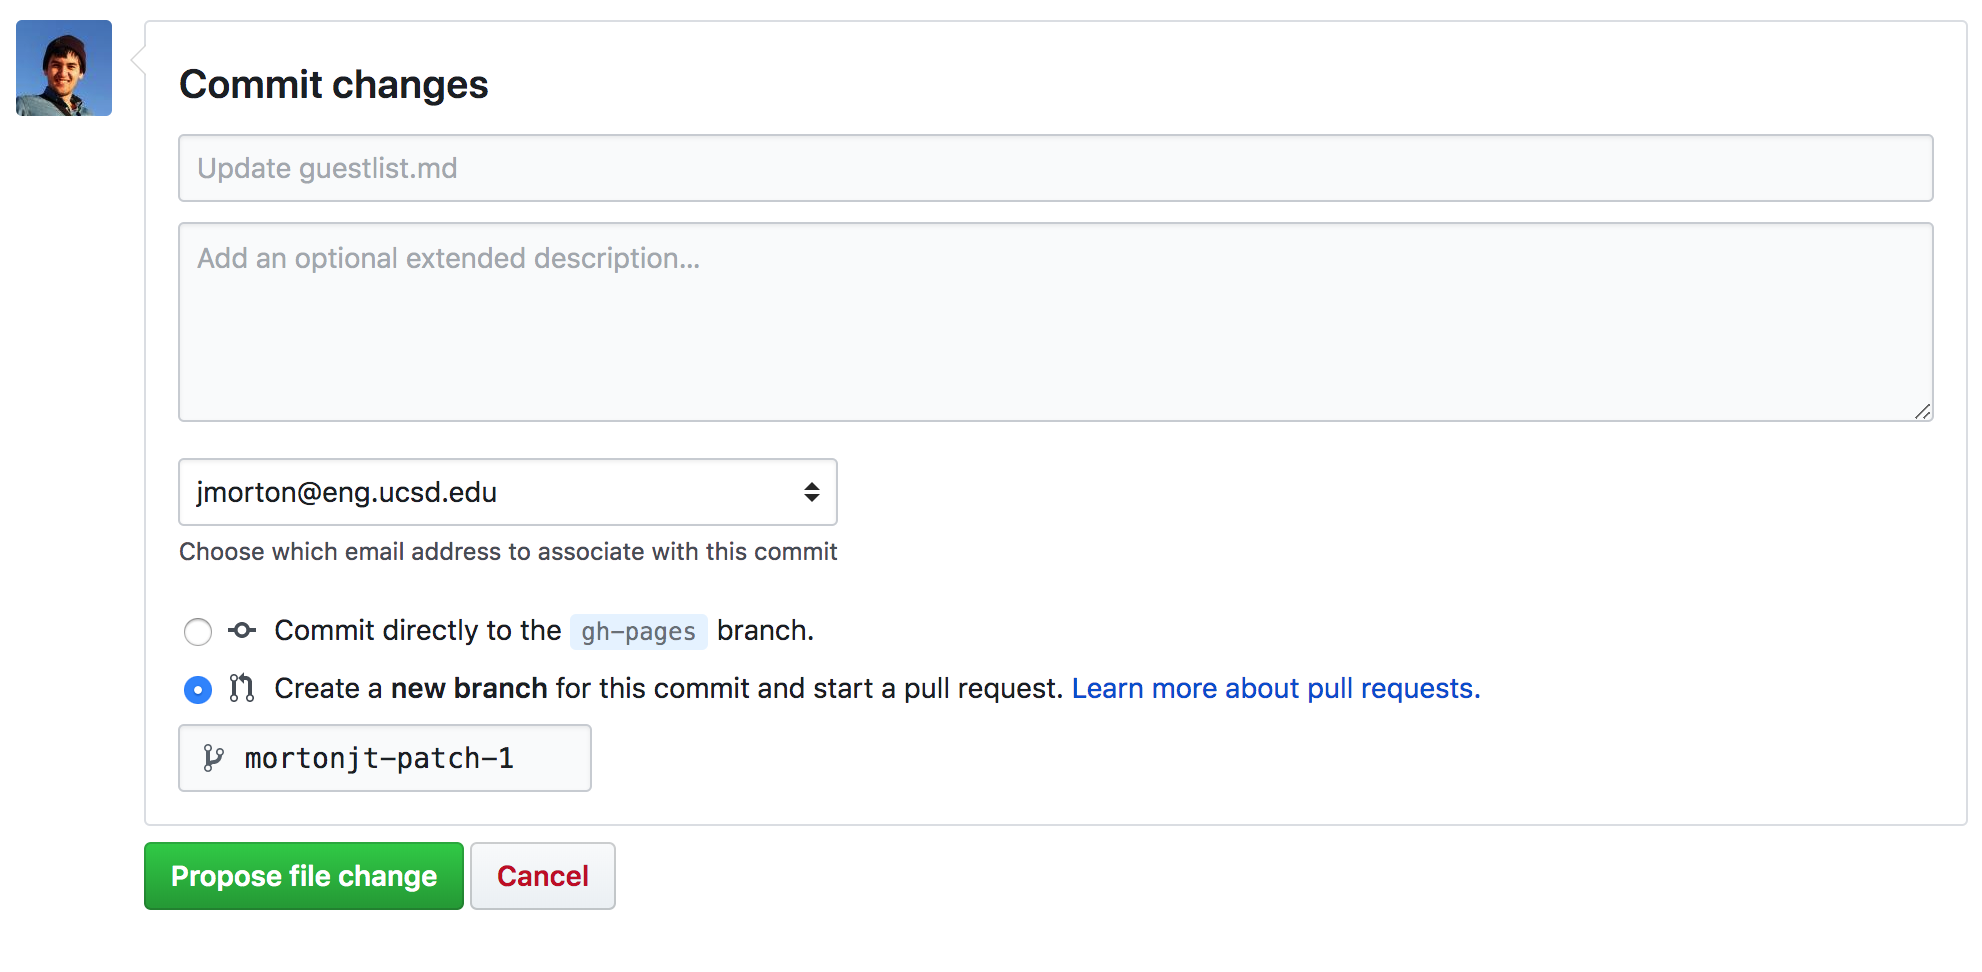 Commit changes
Update guestlist.md
Add an optional extended description...
jmorton@eng.ucsd.edu
Choose which email address to associate with this commit
Commit directly to the gh-pages branch.
Create a new branch for this commit and start a pull request. Learn more about pull requests.
mortonjt-patch-1
Propose file change Cancel